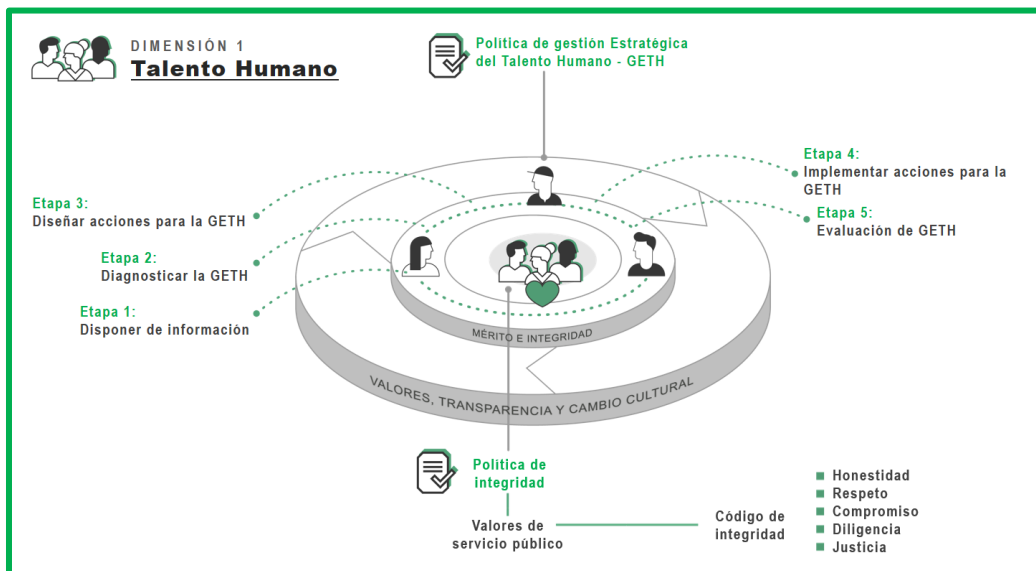 DIMENSIÓN 1
Talento Humano
Política de gestión Estratégica
del Talento Humano - GETH
Etapa 4:
Implementar acciones para la
GETH
Etapa 3:
Diseñar acciones para la GETH
Etapa 5:
Evaluación de GETH
Etapa 2:
Diagnosticar la GETH
Etapa 1:
Disponer de información
MÉRITO E INTEGRIDAD
VALORES, TRANSPARENCIA Y CAMBIO CULTURAL
Política de
integridad
Valores de
servicio público
Código de
integridad
Honestidad
Respeto
Compromiso
Diligencia
Justicia